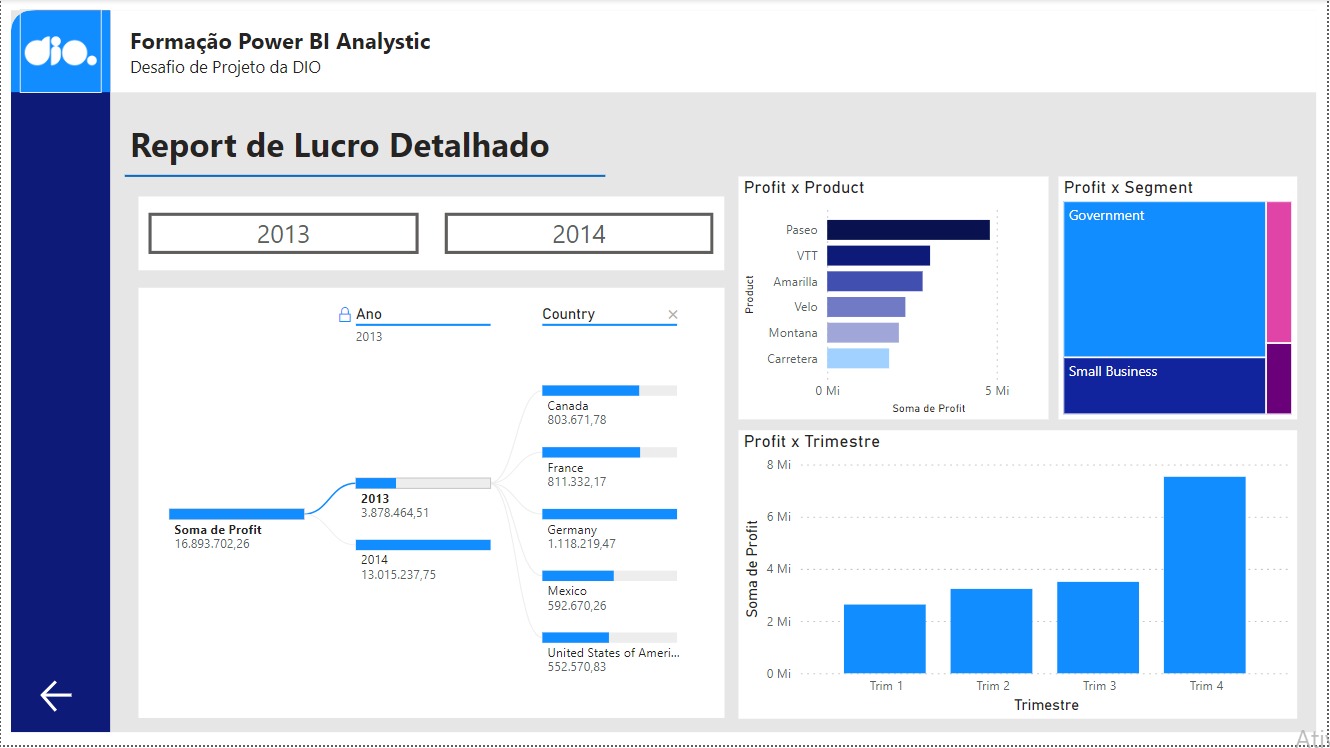 dio.
Formação Power BI Analystic
Desafio de Projeto da DIO
Report de Lucro Detalhado
2013
2014
Ano
2013
Country
Soma de Profit
16.893.702,26
2013
3.878.464,51
2014
13.015.237,75
Canada
803.671,78
France
811.332,17
Germany
1.118.219,47
Mexico
592.670,26
United States of Ameri...
552.570,83
Profit x Product
Product
Paseo
VTT
Amarilla
Velo
Montana
Carretera
0 Mi
5 Mi
Soma de Profit
Profit x Segment
Government
Small Business
Profit x Trimestre
Soma de Profit
8 Mi
6 Mi
4 Mi
2 Mi
0 Mi
Trim 1
Trim 2
Trim 3
Trim 4
Trimestre